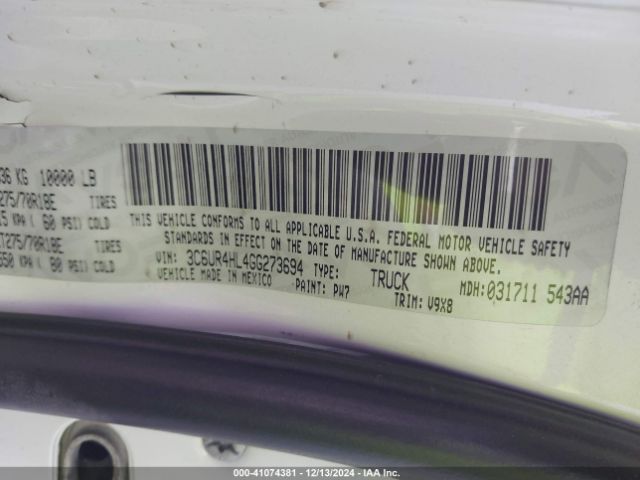 36 KG 10000 LB
275/70R18E TIRES
5 KPA ( 60 PSI) COLD
T275/70R18E TIRES
550 KPA ( 80 PSI) COLD
THIS VEHICLE CONFORMS TO ALL APPLICABLE U.S.A. FEDERAL MOTOR VEHICLE SAFETY
STANDARDS IN EFFECT ON THE DATE OF MANUFACTURE SHOWN ABOVE.
VIN: 3C6UR4HL4GG273694 TYPE: TRUCK MDH: 031711 543AA
VEHICLE MADE IN MEXICO PAINT: PW7 TRIM: V9X8
000-41074381 - 12/13/2024 - IAA Inc.